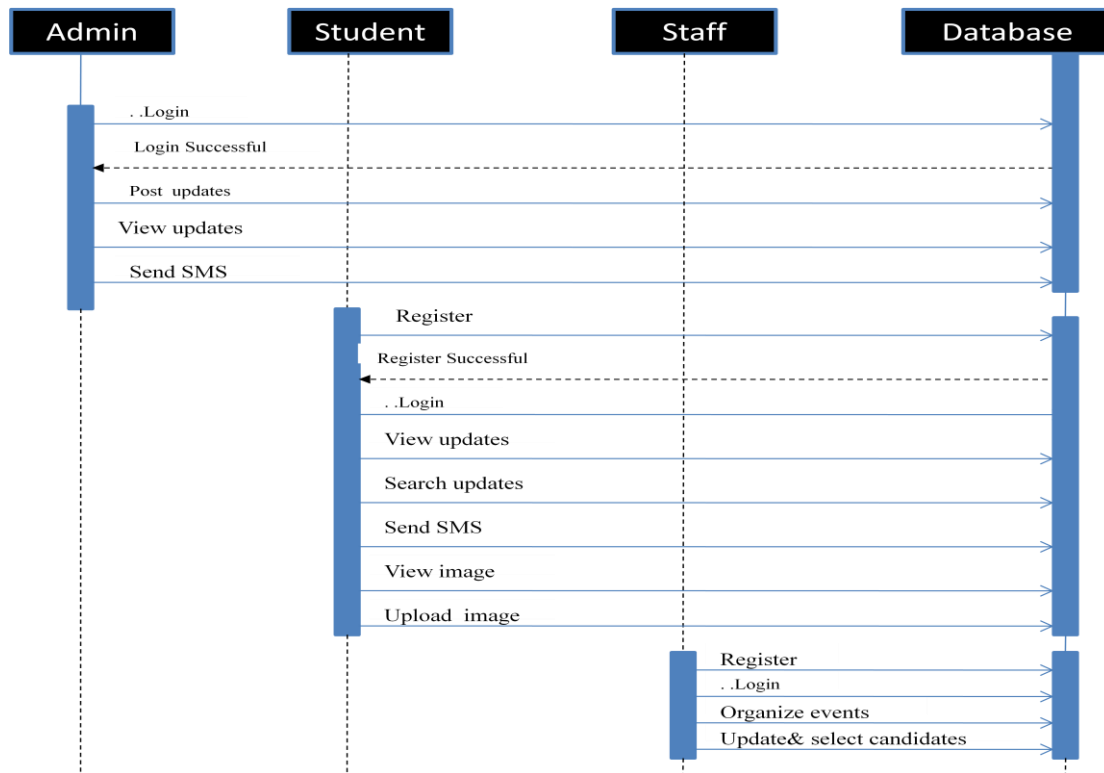 Admin
Student
Staff
Database
. .Login
Login Successful
Post updates
View updates
Send SMS
Register
Register Successful
. .Login
View updates
Search updates
Send SMS
View image
Upload image
Register
. .Login
Organize events
Update& select candidates